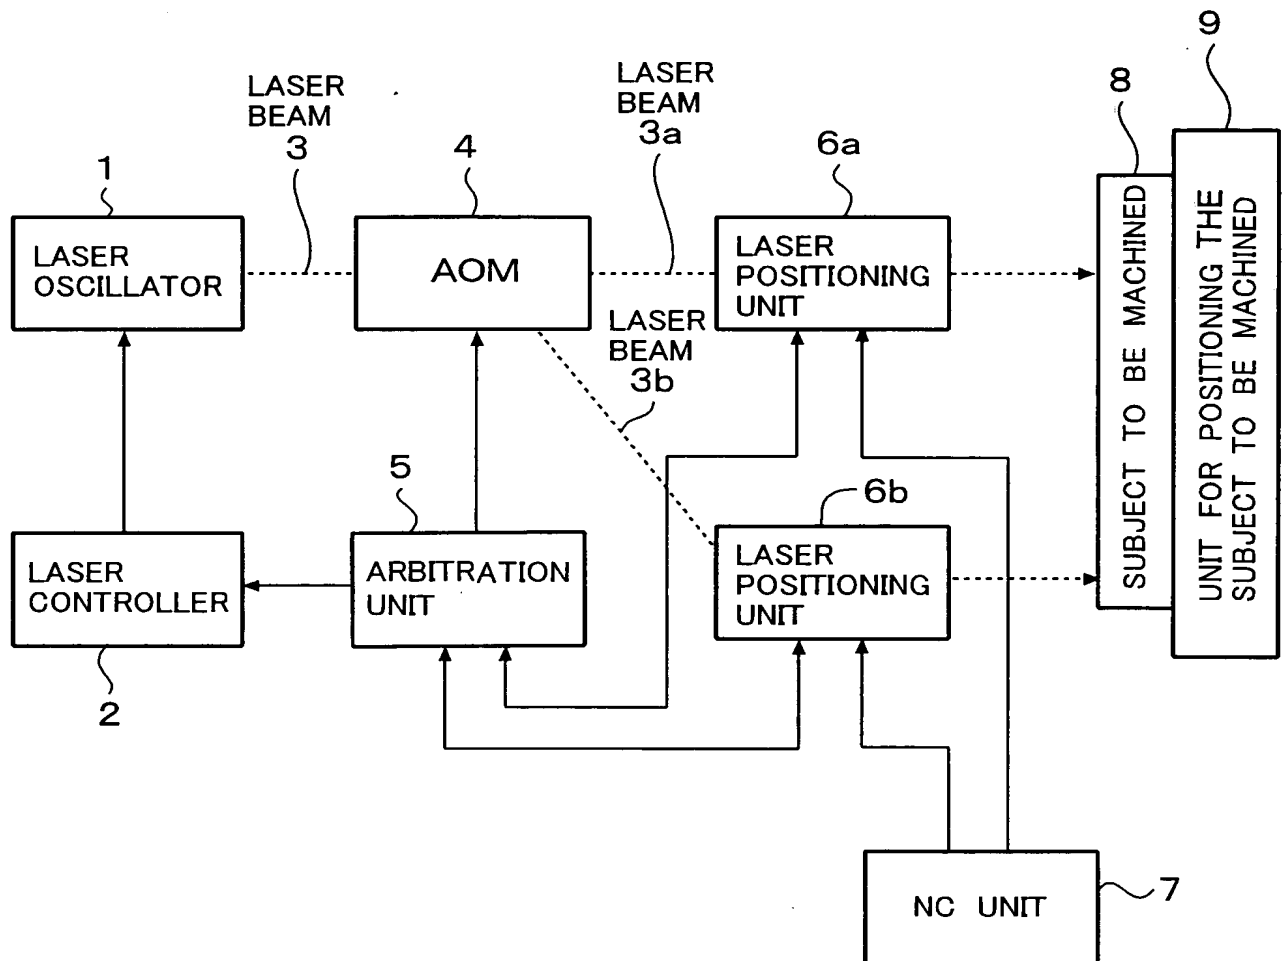 9
LASER
BEAM
3
LASER
BEAM
3a
8
1
4
6a
LASER
OSCILLATOR
AOM
LASER
POSITIONING
UNIT
SUBJECT TO BE MACHINED
UNIT FOR POSITIONING THE
SUBJECT TO BE MACHINED
LASER
BEAM
3b
5
6b
LASER
CONTROLLER
ARBITRATION
UNIT
LASER
POSITIONING
UNIT
2
NC UNIT
7